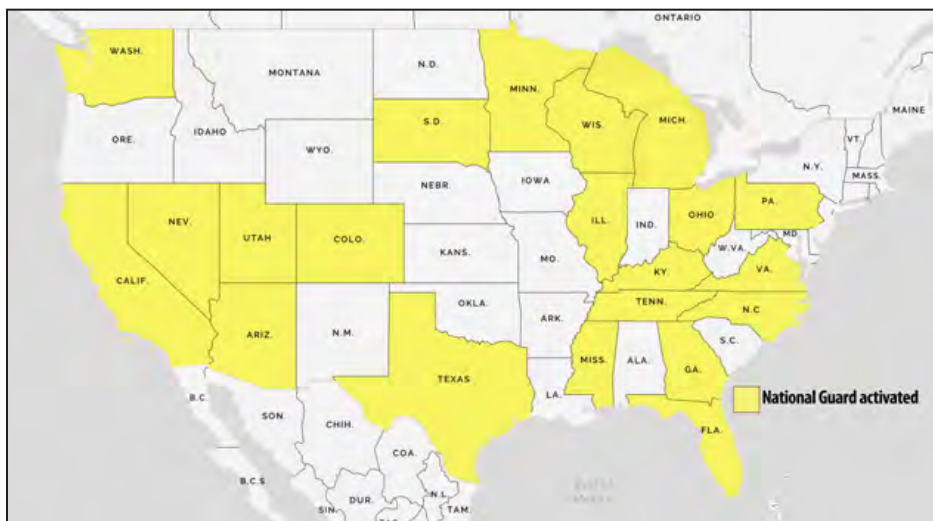 ONTARIO
WASH.
MONTANA
N.D.
MINN.
MAINE
ORE.
IDAHO
S.D.
WIS.
MICH.
VT.
WYO.
N.Y.
MASS.
NEBR.
IOWA
NEV.
UTAH
COLO.
ILL.
IND.
OHIO
PA.
MD.
KANS.
MO.
W.VA.
VA.
CALIF.
KY.
OKLA.
TENN.
N.C
ARIZ.
N.M.
ARK.
S.C.
TEXAS
MISS.
ALA.
GA.
B.C.
LA.
National Guard activated
SON.
CHIH.
FLA.
COA.
B.C.S.
DUR.
N.L.
SIN.
TAM.